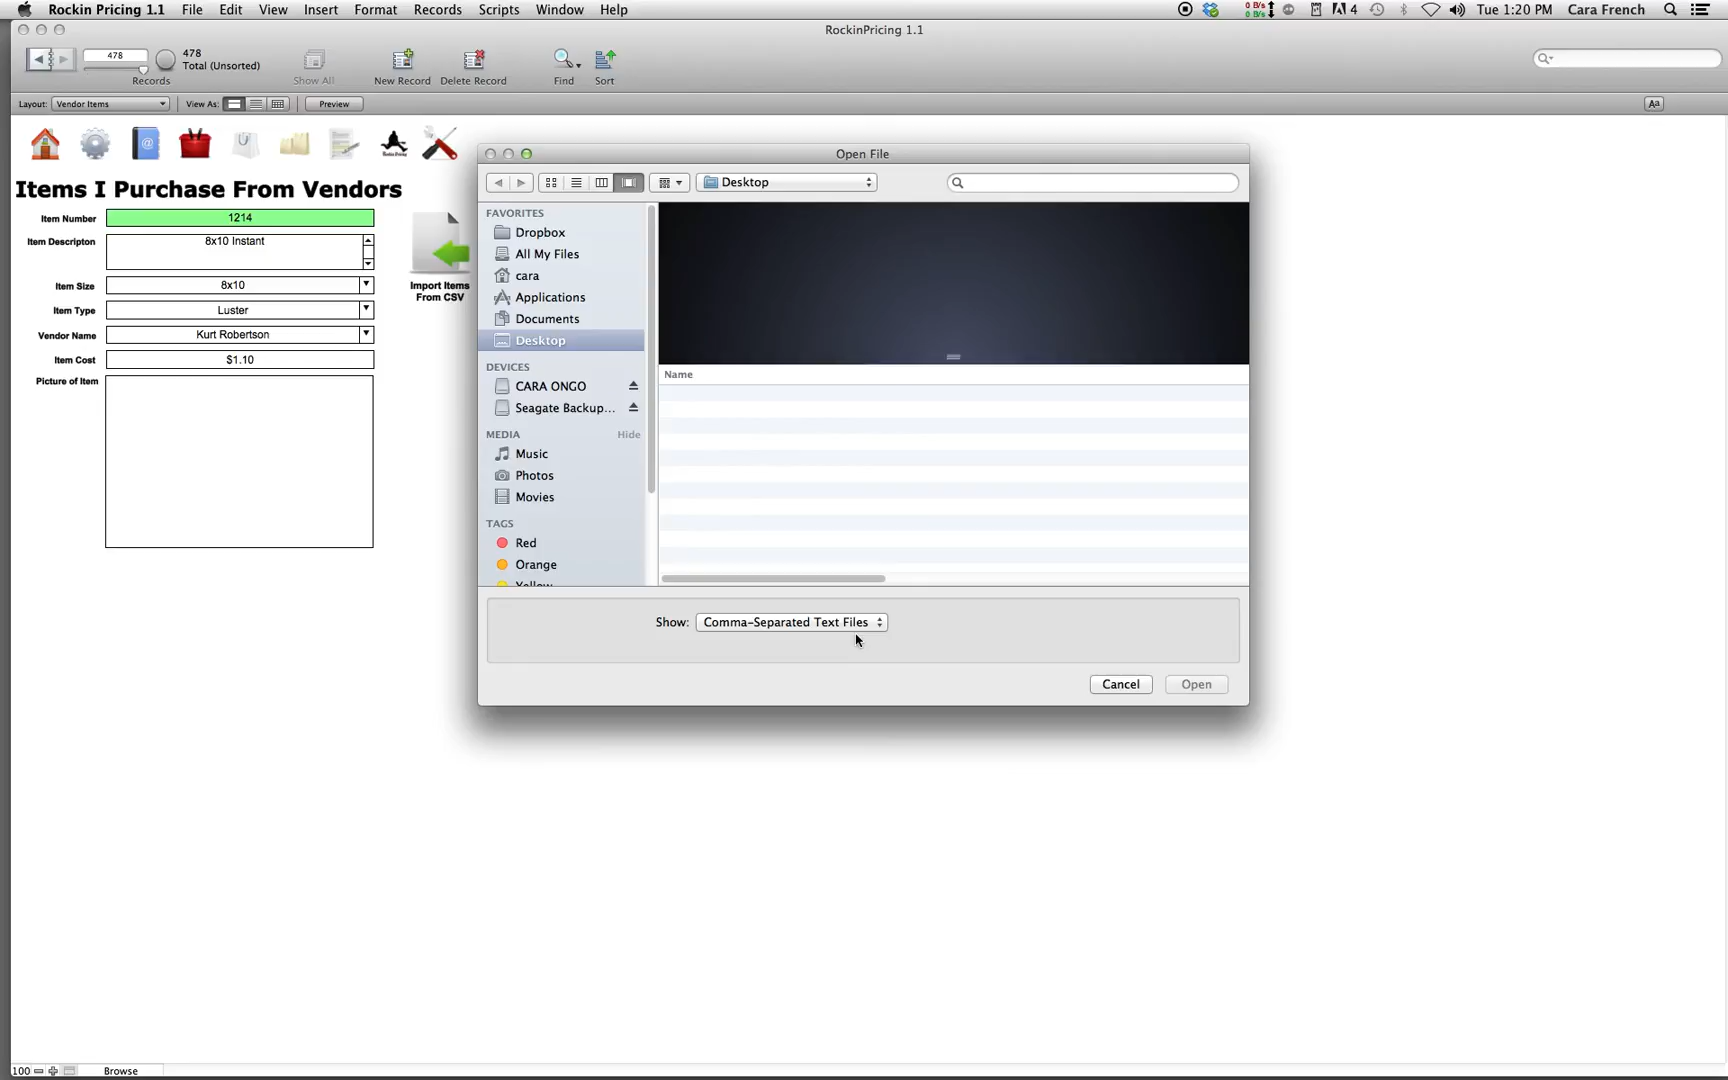 Rockin Pricing 1.1 File Edit View Insert Format Records Scripts Window Help
0 B/s
0 B/s
4
Tue 1:20 PM Cara French
RockinPricing 1.1
478
478
Total (Unsorted)
Records
Show All
New Record
Delete Record
Find
Sort
Layout: Vendor Items
View As:
Preview
Aa
Items I Purchase From Vendors
Item Number 1214
Item Descripton 8x10 Instant
Item Size 8x10
Item Type Luster
Vendor Name Kurt Robertson
Item Cost $1.10
Picture of Item
Import Items
From CSV
Open File
Desktop
FAVORITES
Dropbox
All My Files
cara
Applications
Documents
Desktop
DEVICES
CARA ONGO
Seagate Backup...
MEDIA Hide
Music
Photos
Movies
TAGS
Red
Orange
Yellow
Name
Show: Comma-Separated Text Files
Cancel
Open
100
Browse